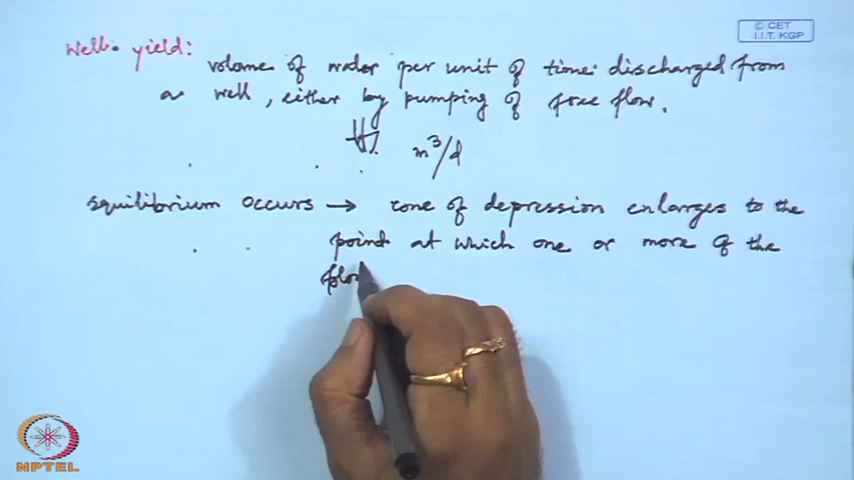 © CET
I.I.T. KGP
Well yield:
volume of water per unit of time discharged from
a well, either by pumping of free flow.
m³/d
equilibrium occurs → cone of depression enlarges to the
point at which one or more of the
flo
NPTEL